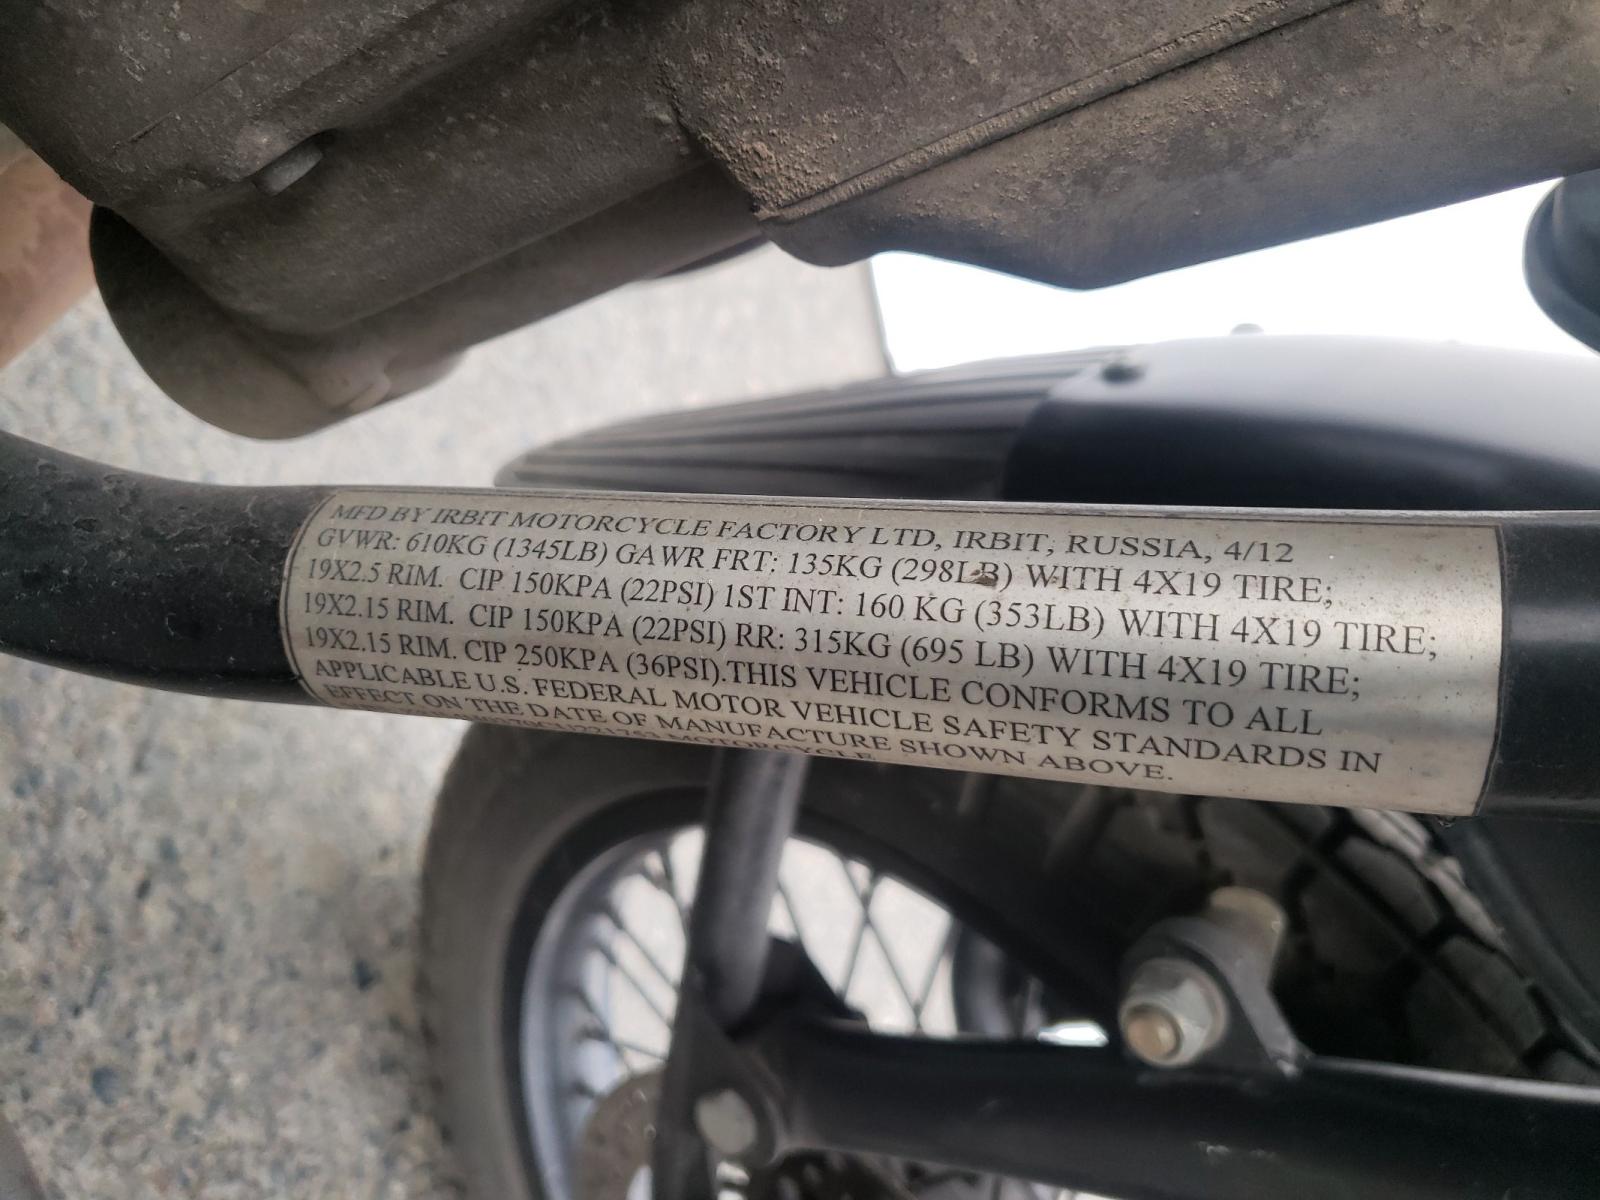 MFD BY IRBIT MOTORCYCLE FACTORY LTD, IRBIT, RUSSIA, 4/12
GVWR: 610KG (1345LB) GAWR FRT: 135KG (298LB) WITH 4X19 TIRE;
19X2.5 RIM. CIP 150KPA (22PSI) 1ST INT: 160 KG (353LB) WITH 4X19 TIRE;
19X2.15 RIM. CIP 150KPA (22PSI) RR: 315KG (695 LB) WITH 4X19 TIRE;
19X2.15 RIM. CIP 250KPA (36PSI).THIS VEHICLE CONFORMS TO ALL
APPLICABLE U.S. FEDERAL MOTOR VEHICLE SAFETY STANDARDS IN
EFFECT ON THE DATE OF MANUFACTURE SHOWN ABOVE.
MOTORCYCLE